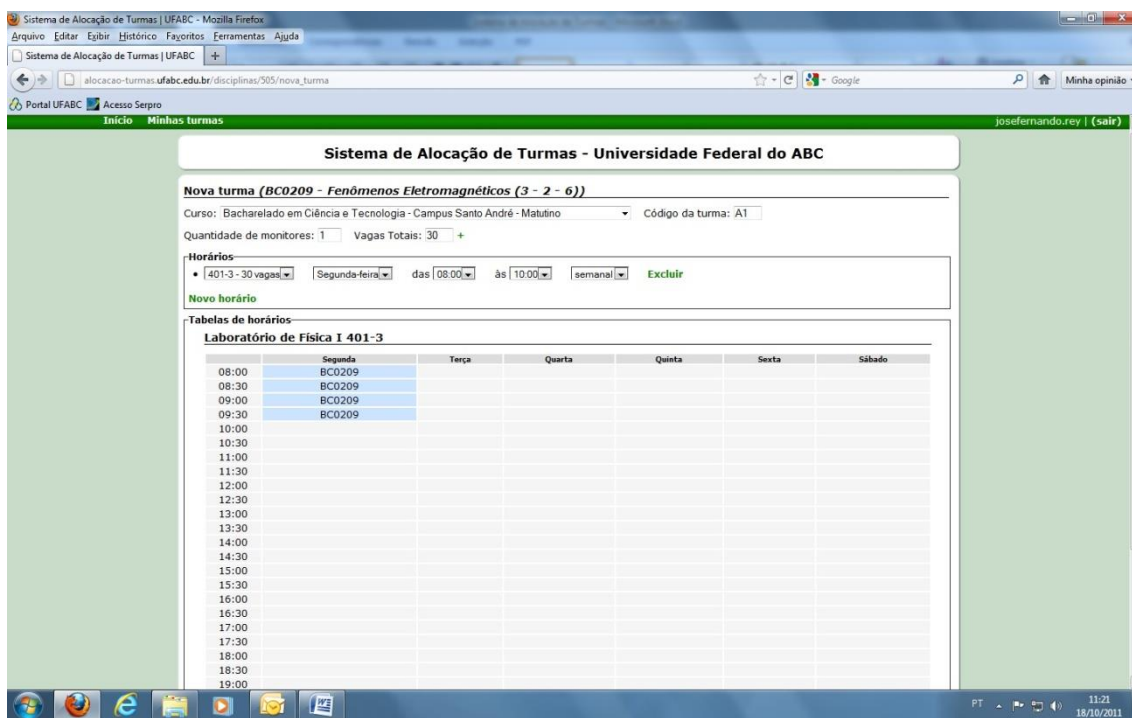 Sistema de Alocação de Turmas | UFABC - Mozilla Firefox
Arquivo Editar Exibir Histórico Favoritos Ferramentas Ajuda
Sistema de Alocação de Turmas | UFABC +
alocacao-turmas.ufabc.edu.br/disciplinas/505/nova_turma Google Minha opinião
Portal UFABC Acesso Serpro
Início Minhas turmas josefernando.rey | (sair)
Sistema de Alocação de Turmas - Universidade Federal do ABC
Nova turma (BC0209 - Fenômenos Eletromagnéticos (3 - 2 - 6))
Curso: Bacharelado em Ciência e Tecnologia - Campus Santo André - Matutino Código da turma: A1
Quantidade de monitores: 1 Vagas Totais: 30 +
Horários
• 401-3 - 30 vagas Segunda-feira das 08:00 às 10:00 semanal Excluir
Novo horário
Tabelas de horários
Laboratório de Física I 401-3
Segunda Terça Quarta Quinta Sexta Sábado
08:00 BC0209
08:30 BC0209
09:00 BC0209
09:30 BC0209
10:00
10:30
11:00
11:30
12:00
12:30
13:00
13:30
14:00
14:30
15:00
15:30
16:00
16:30
17:00
17:30
18:00
18:30
19:00
PT 11:21
18/10/2011